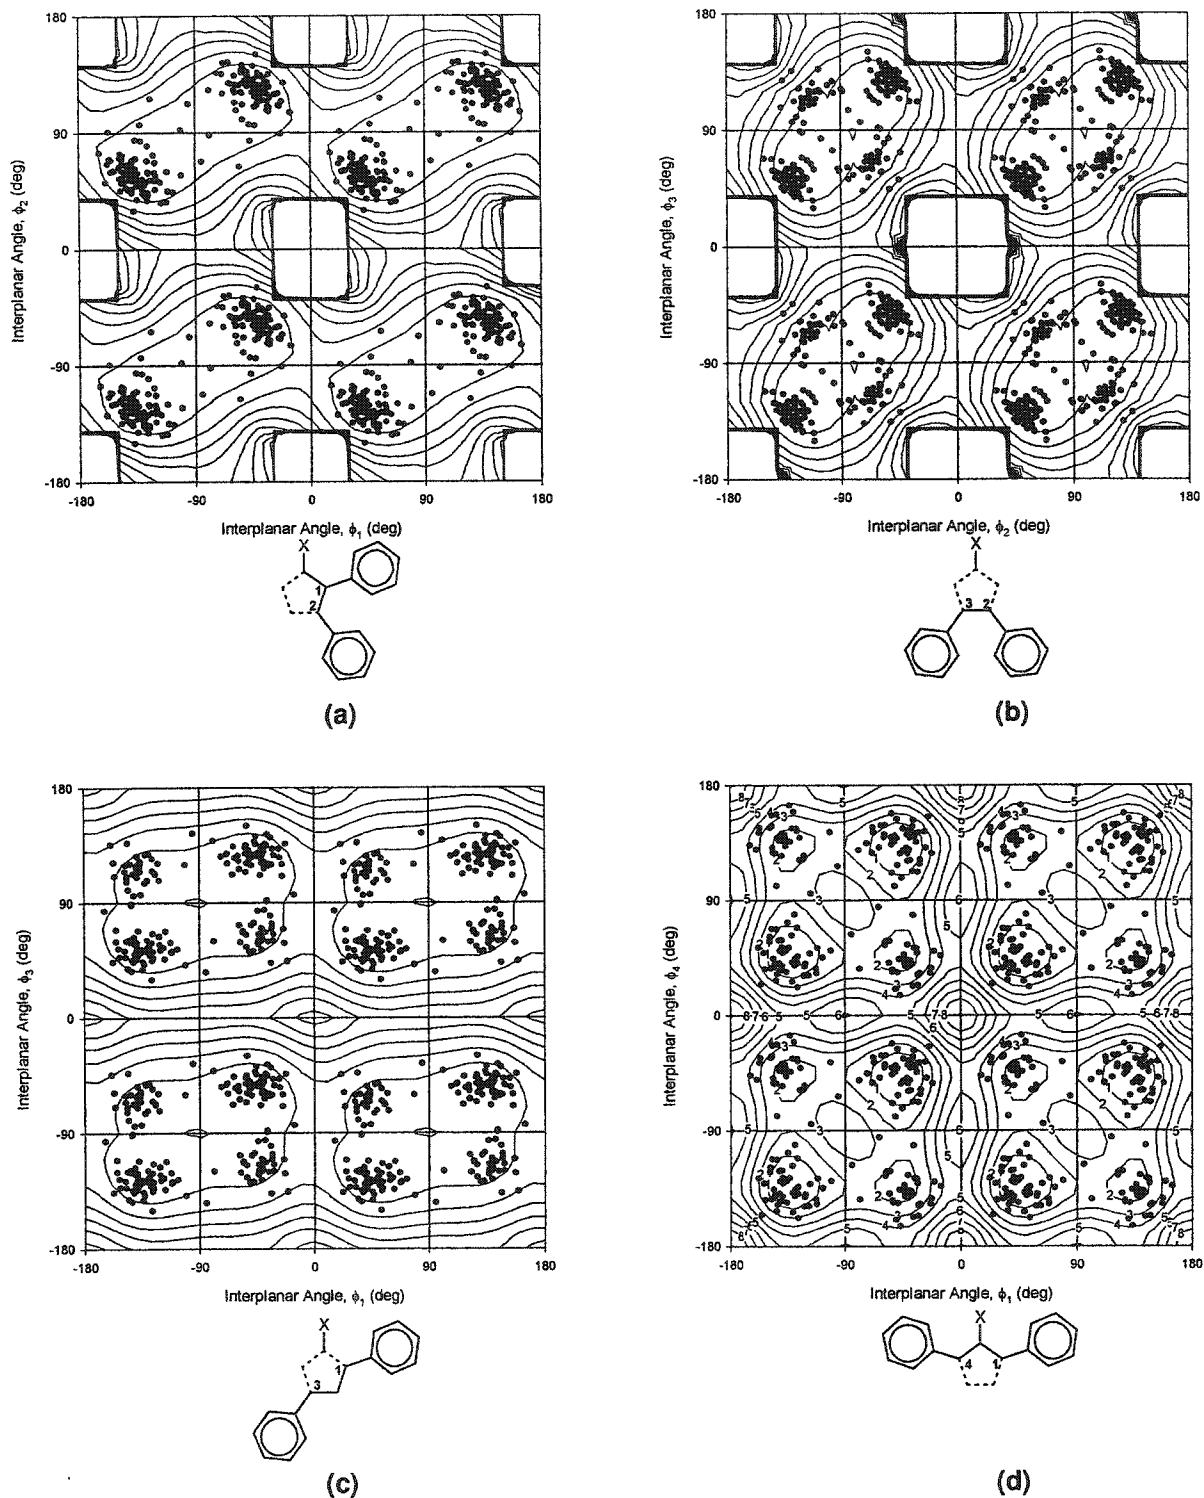 180
90
0
-90
-180
Interplanar Angle, ϕ2 (deg)
-180 -90 0 90 180
Interplanar Angle, ϕ1 (deg)
X
1
2
(a)
180
90
0
-90
-180
Interplanar Angle, ϕ3 (deg)
-180 -90 0 90 180
Interplanar Angle, ϕ2 (deg)
X
3 2
(b)
180
90
0
-90
-180
Interplanar Angle, ϕ3 (deg)
-180 -90 0 90 180
Interplanar Angle, ϕ1 (deg)
X
1
3
(c)
180
90
0
-90
-180
Interplanar Angle, ϕ4 (deg)
-180 -90 0 90 180
Interplanar Angle, ϕ1 (deg)
X
4 1
(d)